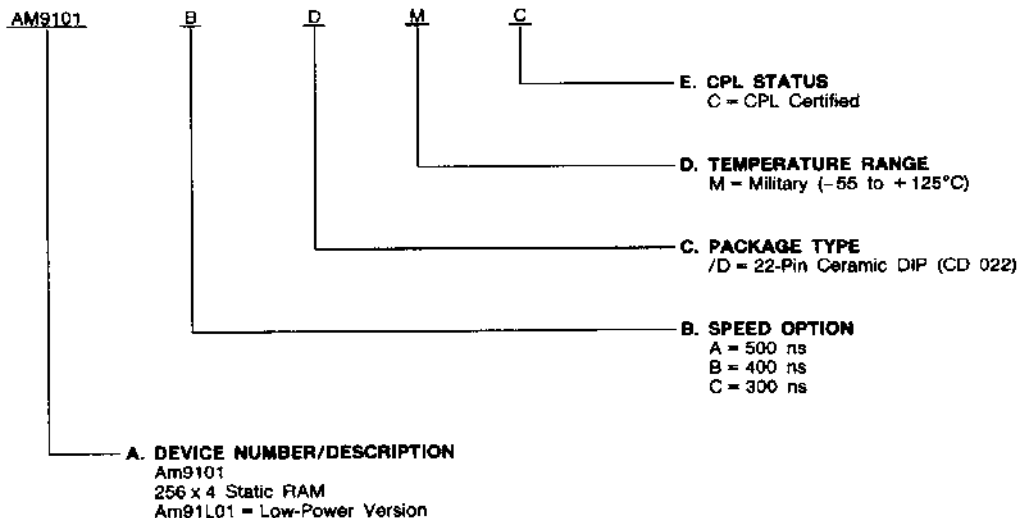 AM9101 B D M C
E. CPL STATUS
C = CPL Certified
D. TEMPERATURE RANGE
M = Military (-55 to +125°C)
C. PACKAGE TYPE
/D = 22-Pin Ceramic DIP (CD 022)
B. SPEED OPTION
A = 500 ns
B = 400 ns
C = 300 ns
A. DEVICE NUMBER/DESCRIPTION
Am9101
256 x 4 Static RAM
Am91L01 = Low-Power Version